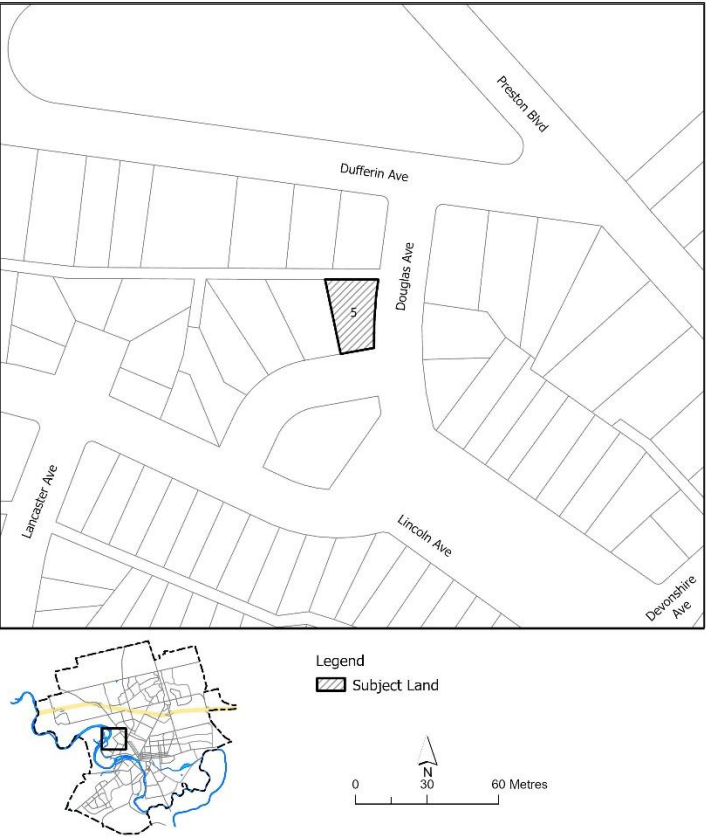 Preston Blvd
Dufferin Ave
Douglas Ave
5
Lancaster Ave
Lincoln Ave
Devonshire
Ave
Legend
Subject Land
N
0 30 60 Metres